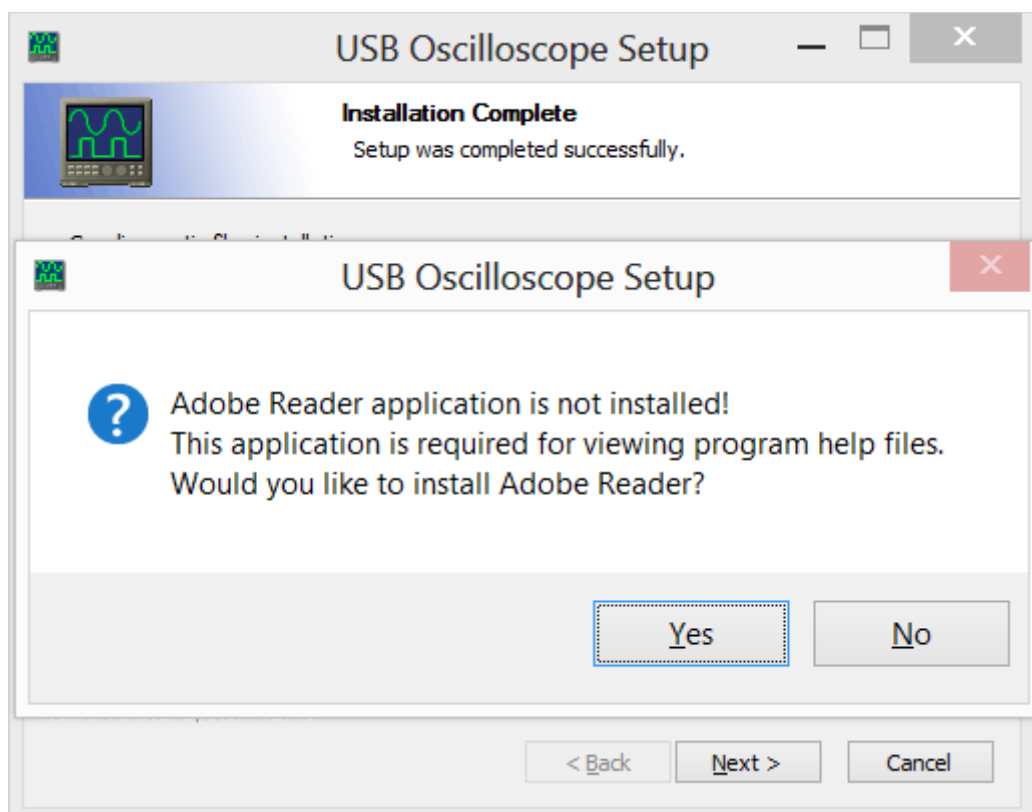 USB Oscilloscope Setup
Installation Complete
Setup was completed successfully.
USB Oscilloscope Setup
Adobe Reader application is not installed!
This application is required for viewing program help files.
Would you like to install Adobe Reader?
Yes
No
< Back
Next >
Cancel